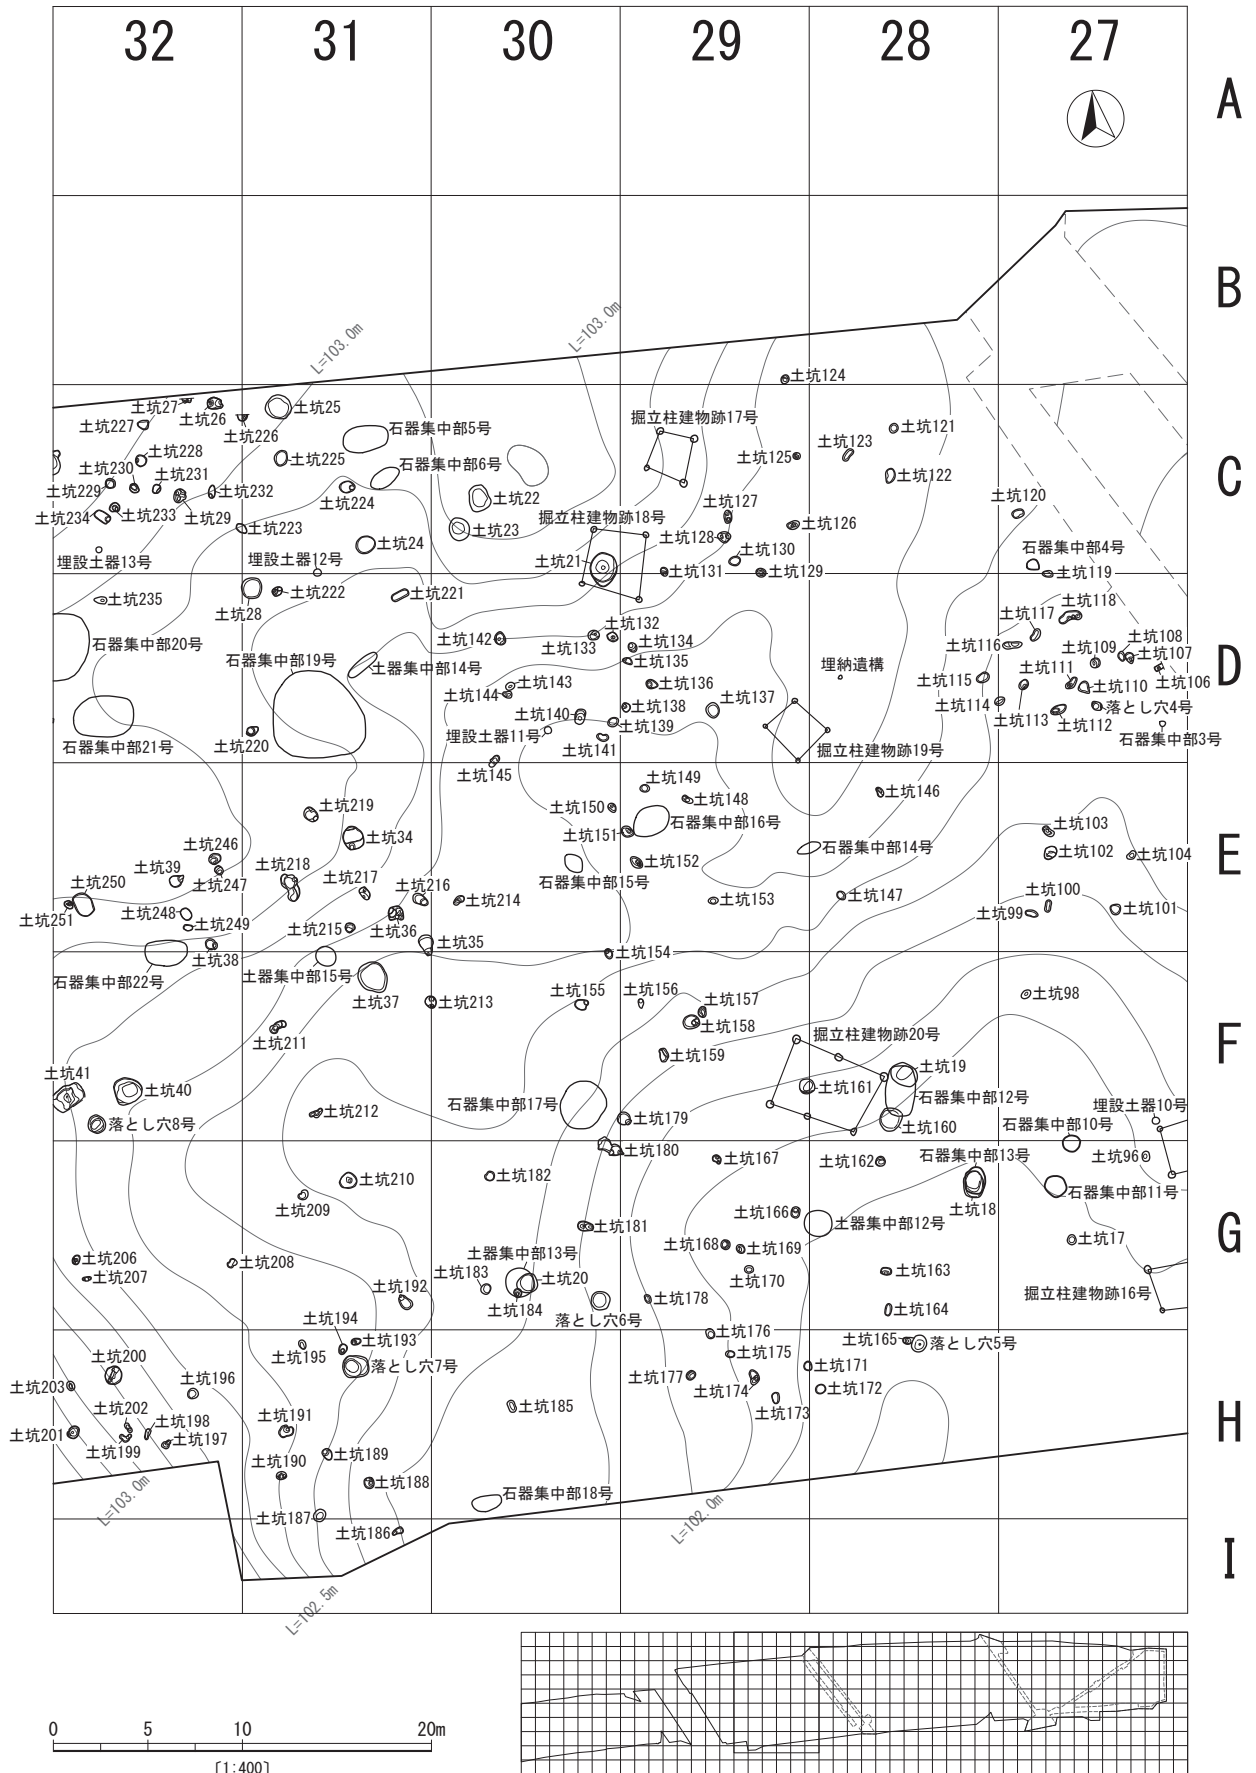 32 31 30 29 28 27
A
B
L=103.0m
L=103.0m
土坑124
C
土坑27
土坑26
土坑25
土坑227
土坑226
石器集中部5号
掘立柱建物跡17号
土坑123
土坑121
土坑228
土坑230
土坑231
土坑225
石器集中部6号
土坑125
土坑122
土坑229
土坑232
土坑224
土坑22
土坑127
土坑120
土坑234
土坑233
土坑29
土坑223
土坑23
掘立柱建物跡18号
土坑126
土坑128
土坑24
土坑130
石器集中部4号
埋設土器13号
埋設土器12号
土坑21
土坑131
土坑129
土坑119
D
土坑235
土坑28
土坑222
土坑221
土坑118
土坑117
土坑132
土坑142
土坑133
土坑134
土坑116
土坑109
土坑108
土坑107
石器集中部20号
石器集中部19号
土器集中部14号
土坑135
埋納遺構
土坑111
土坑106
土坑143
土坑136
土坑115
土坑110
土坑144
土坑137
土坑114
土坑113
土坑112
落とし穴4号
土坑140
土坑138
土坑139
石器集中部21号
土坑220
埋設土器11号
土坑141
掘立柱建物跡19号
石器集中部3号
土坑145
E
土坑149
土坑146
土坑219
土坑150
土坑148
石器集中部16号
土坑34
土坑151
土坑103
土坑246
石器集中部14号
土坑102
土坑104
土坑39
土坑218
土坑217
土坑152
土坑250
土坑247
土坑216
石器集中部15号
土坑147
土坑100
土坑251
土坑248
土坑214
土坑153
土坑99
土坑101
土坑249
土坑215
土坑36
土坑35
土坑38
土坑154
F
石器集中部22号
土器集中部15号
土坑37
土坑213
土坑155
土坑156
土坑157
土坑98
土坑158
土坑211
掘立柱建物跡20号
土坑159
土坑41
土坑40
土坑19
土坑161
石器集中部12号
石器集中部17号
土坑212
埋設土器10号
落とし穴8号
土坑179
土坑160
石器集中部10号
G
土坑180
土坑167
土坑162
石器集中部13号
土坑96
土坑182
土坑210
土坑209
土坑18
石器集中部11号
土坑166
土器集中部12号
土坑181
土坑17
土坑206
土坑208
土器集中部13号
土坑168
土坑169
土坑207
土坑183
土坑20
土坑170
土坑163
土坑192
土坑184
土坑178
掘立柱建物跡16号
土坑194
落とし穴6号
土坑164
H
土坑193
土坑176
土坑165
落とし穴5号
土坑195
土坑200
土坑175
落とし穴7号
土坑171
土坑203
土坑196
土坑177
土坑174
土坑172
土坑202
土坑198
土坑191
土坑185
土坑173
土坑201
土坑199
土坑197
土坑190
土坑189
土坑188
石器集中部18号
L=103.0m
土坑187
土坑186
L=102.0m
I
L=102.5m
0 5 10 20m
〔1:400〕